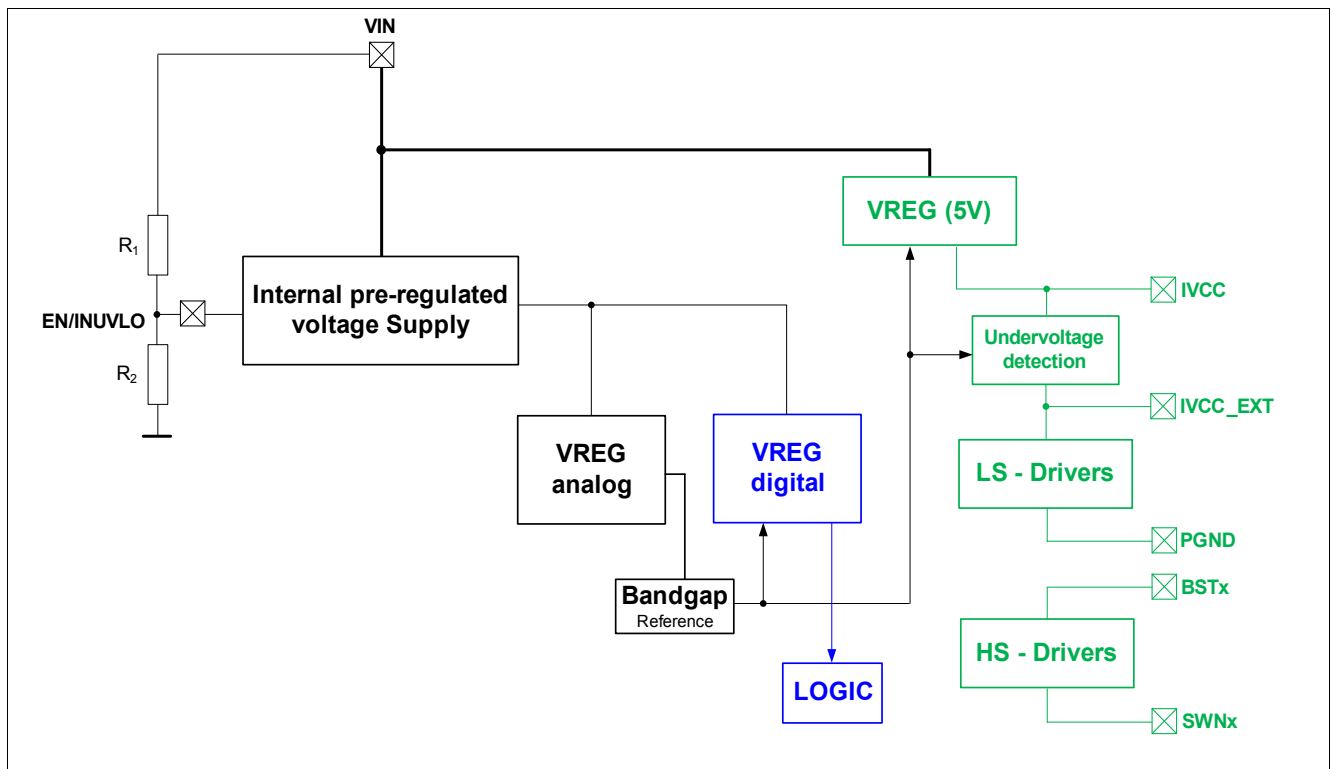 VIN
VREG (5V)
R1
Internal pre-regulated
voltage Supply
IVCC
EN/INUVLO
Undervoltage
detection
R2
IVCC_EXT
VREG
analog
VREG
digital
LS - Drivers
PGND
Bandgap
Reference
BSTx
HS - Drivers
LOGIC
SWNx